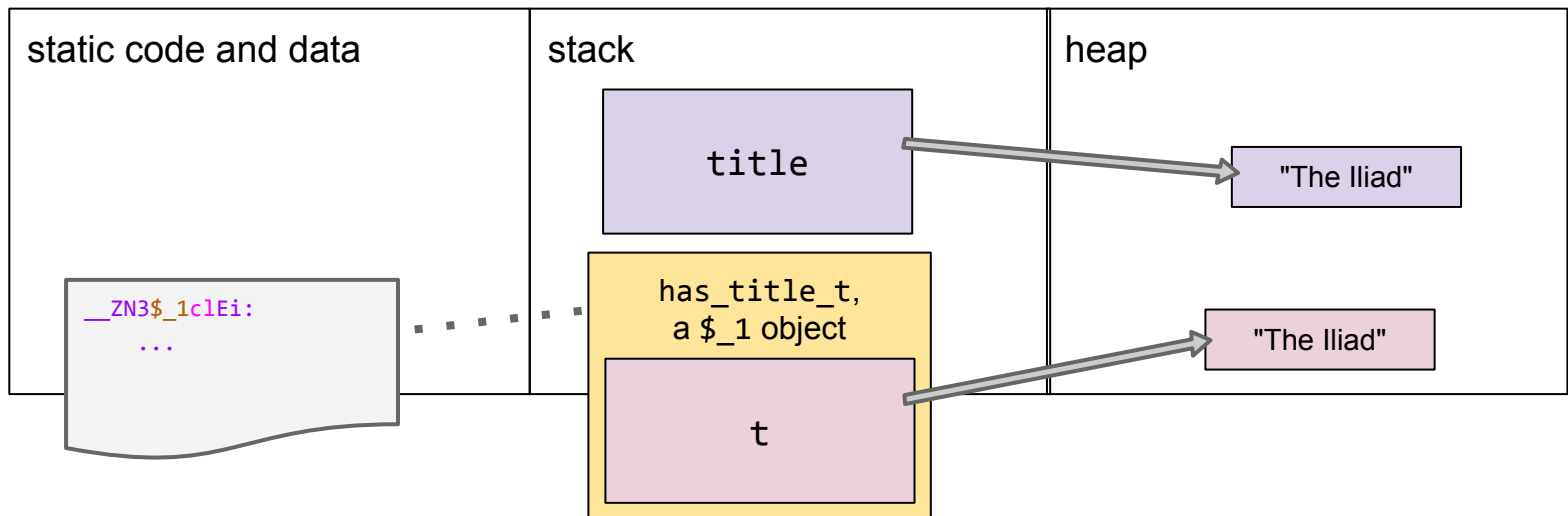 static code and data
stack
heap
title
"The Iliad"
__ZN3$_1clEi:
...
has_title_t,
a $_1 object
"The Iliad"
t